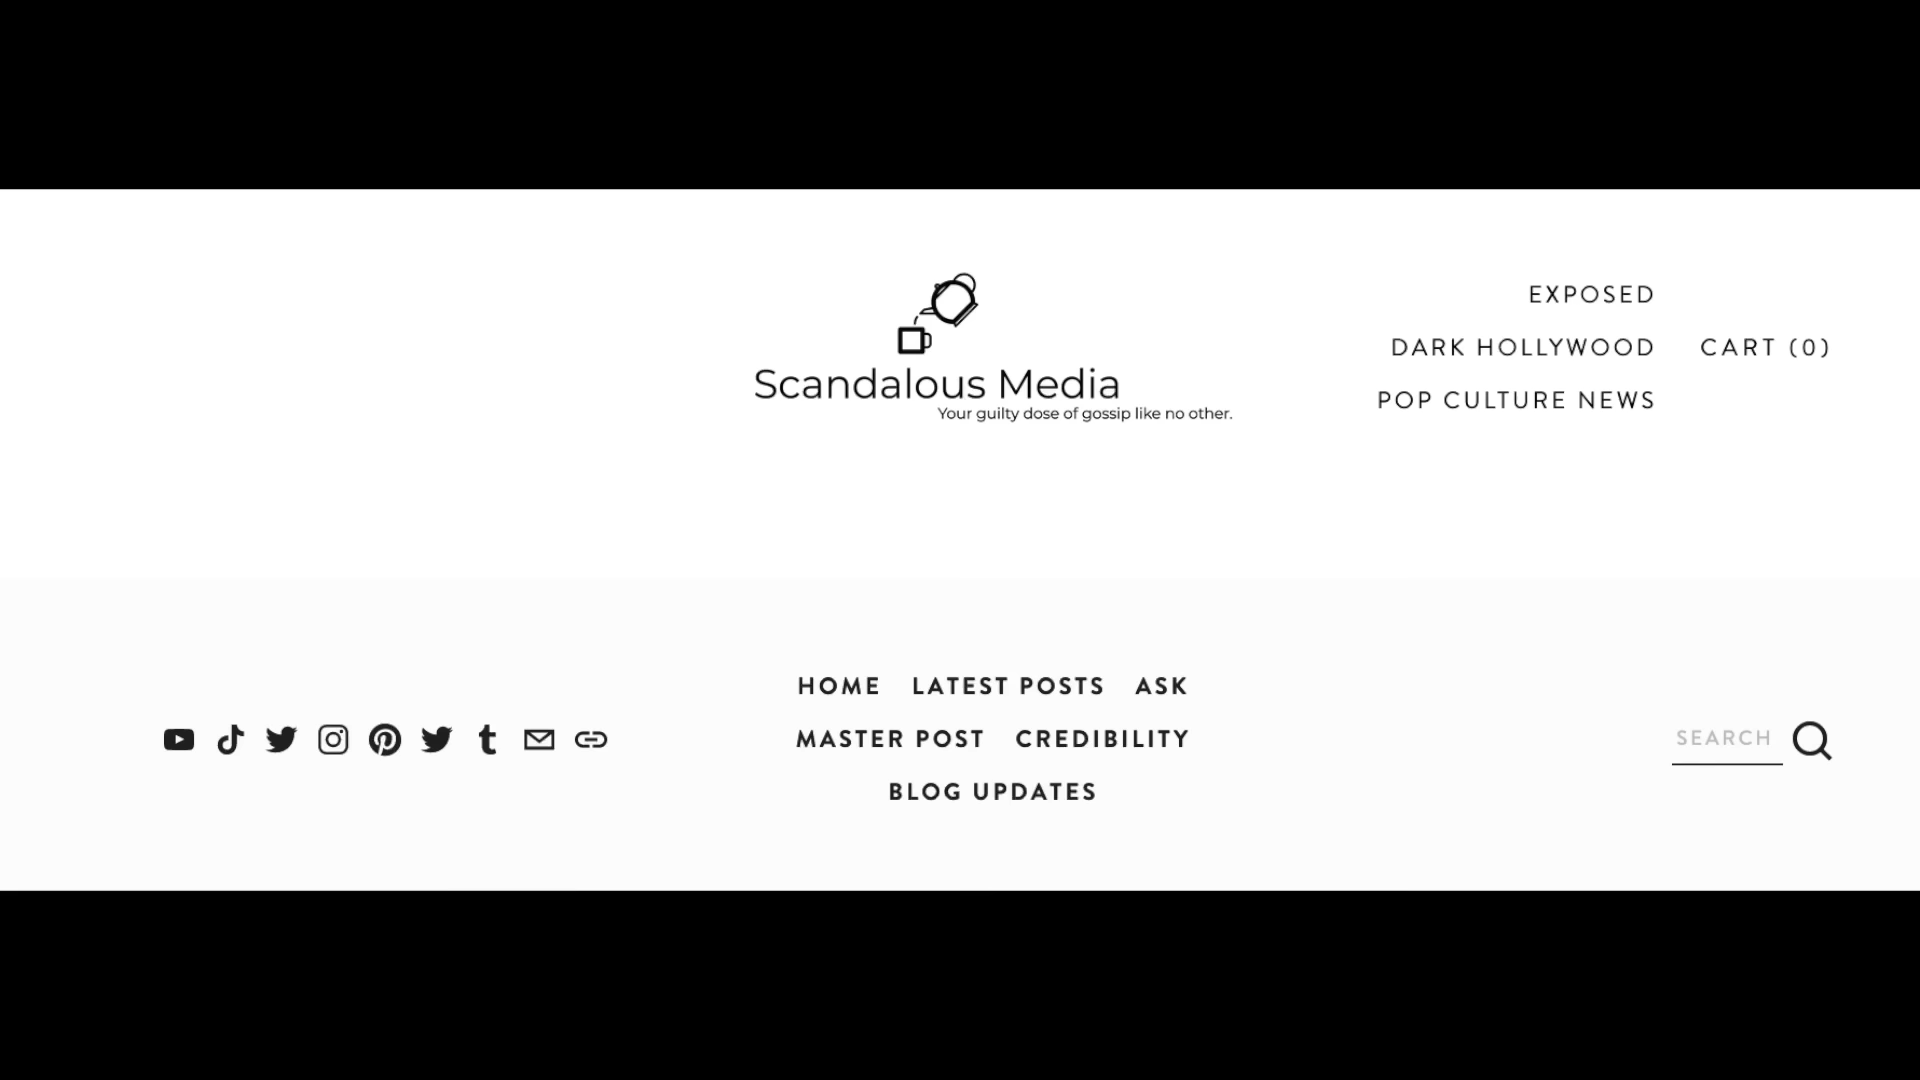 Scandalous Media
Your guilty dose of gossip like no other.
EXPOSED
DARK HOLLYWOOD
POP CULTURE NEWS
CART (0)
HOME LATEST POSTS ASK
MASTER POST CREDIBILITY
BLOG UPDATES
SEARCH